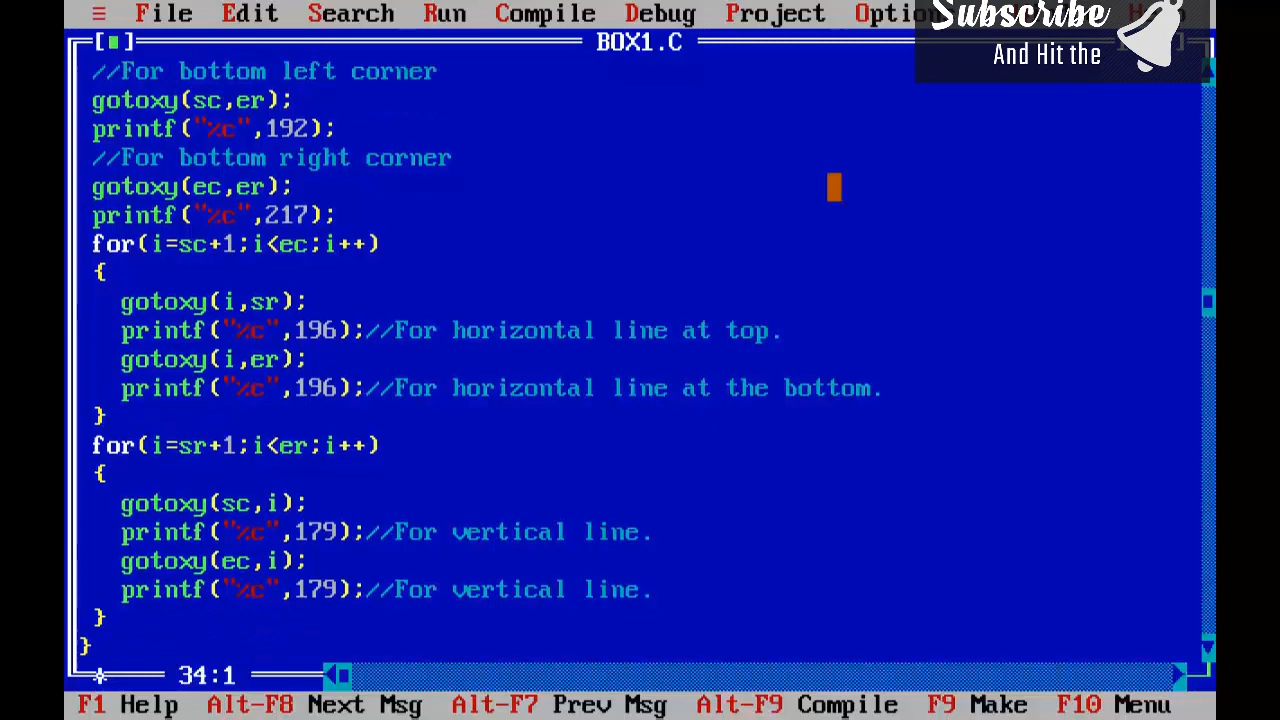 ≡ File Edit Search Run Compile Debug Project
Subscribe
And Hit the
[■] BOX1.C
//For bottom left corner
gotoxy(sc,er);
printf("%c",192);
//For bottom right corner
gotoxy(ec,er);
printf("%c",217);
for(i=sc+1;i<ec;i++)
{
gotoxy(i,sr);
printf("%c",196);//For horizontal line at top.
gotoxy(i,er);
printf("%c",196);//For horizontal line at the bottom.
}
for(i=sr+1;i<er;i++)
{
gotoxy(sc,i);
printf("%c",179);//For vertical line.
gotoxy(ec,i);
printf("%c",179);//For vertical line.
}
}
34:1
F1 Help Alt-F8 Next Msg Alt-F7 Prev Msg Alt-F9 Compile F9 Make F10 Menu